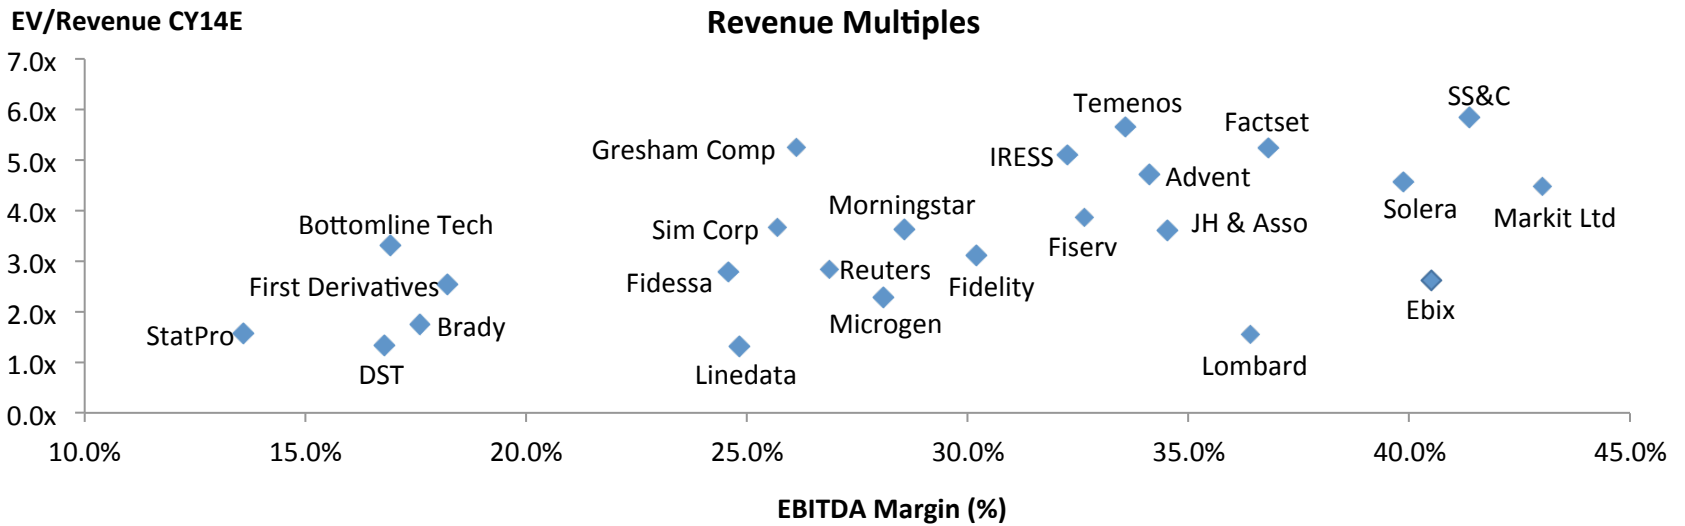 EV/Revenue CY14E
Revenue Multiples
7.0x
6.0x
5.0x
4.0x
3.0x
2.0x
1.0x
0.0x
SS&C
Temenos
Factset
Gresham Comp
IRESS
Advent
Morningstar
Solera
Markit Ltd
Bottomline Tech
Sim Corp
JH & Asso
Fiserv
Reuters
Fidessa
First Derivatives
Fidelity
Ebix
Microgen
Brady
StatPro
Lombard
DST
Linedata
10.0%
15.0%
20.0%
25.0%
30.0%
35.0%
40.0%
45.0%
EBITDA Margin (%)